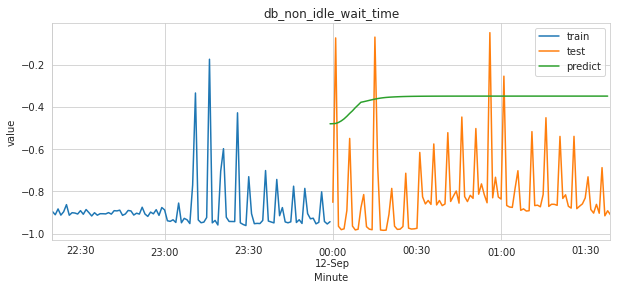 db_non_idle_wait_time
train
test
predict
−0.2
−0.4
−0.6
−0.8
−1.0
value
22:30
23:00
23:30
00:00
00:30
01:00
01:30
12-Sep
Minute